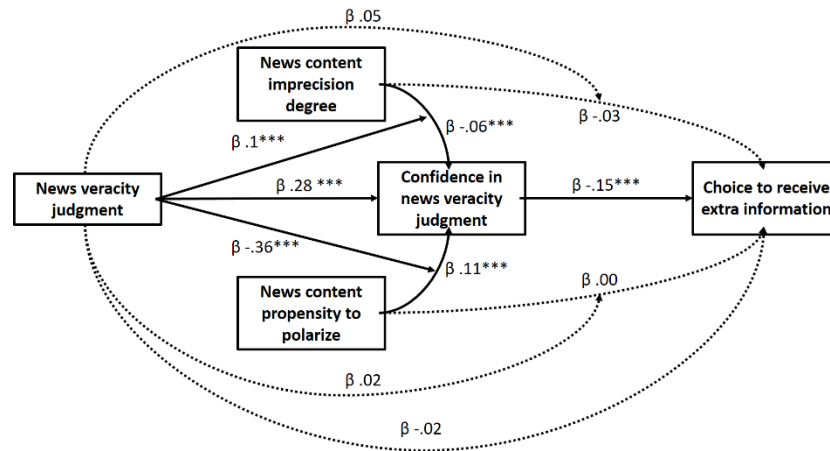 β .05
News content
imprecision
degree
β -.03
β .1***
β -.06***
News veracity
judgment
β .28 ***
Confidence in
news veracity
judgment
β -.15***
Choice to receive
extra information
β -.36***
β .11***
News content
propensity to
polarize
β .00
β .02
β -.02